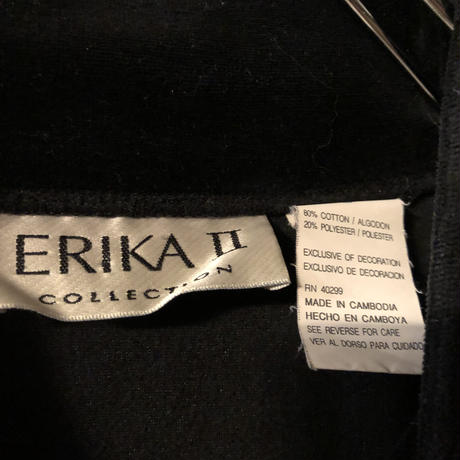 ERIKA II
COLLECTION
80% COTTON / ALGODON
20% POLYESTER / POLIESTER
EXCLUSIVE OF DECORATION
EXCLUSIVO DE DECORACION
RN 40299
MADE IN CAMBODIA
HECHO EN CAMBOYA
SEE REVERSE FOR CARE
VER AL DORSO PARA CUIDADO